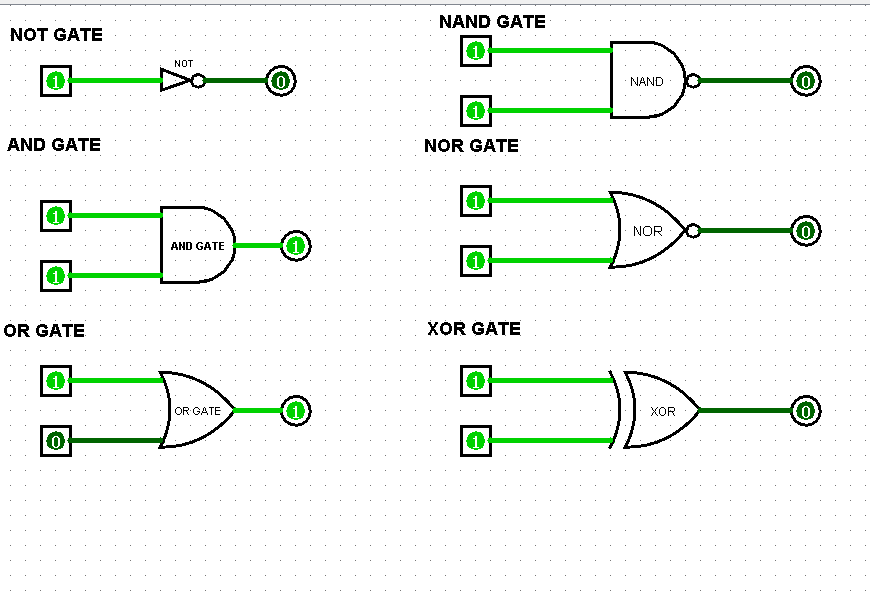 NOT GATE
NOT
1
0
AND GATE
1
AND GATE
1
1
OR GATE
1
OR GATE
1
0
NAND GATE
1
NAND
0
1
NOR GATE
1
NOR
0
1
XOR GATE
1
XOR
0
1